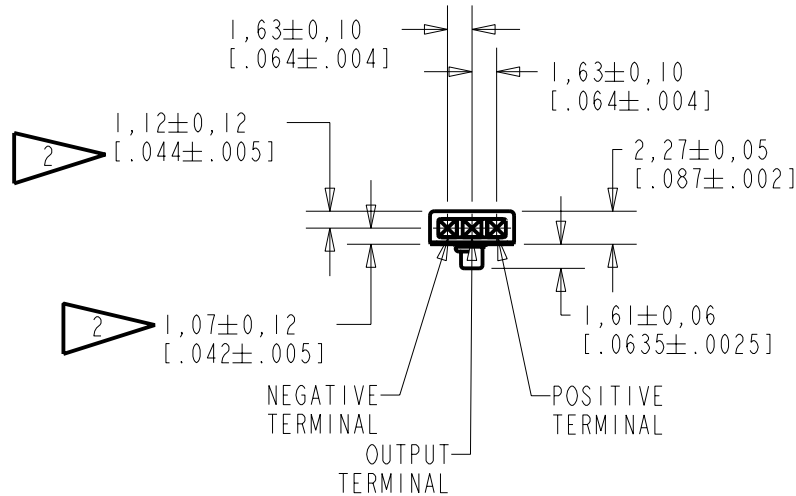 1,63±0,10
[.064±.004]
1,63±0,10
[.064±.004]
1,12±0,12
[.044±.005]
2
2,27±0,05
[.087±.002]
2
1,07±0,12
[.042±.005]
1,61±0,06
[.0635±.0025]
NEGATIVE
TERMINAL
POSITIVE
TERMINAL
OUTPUT
TERMINAL